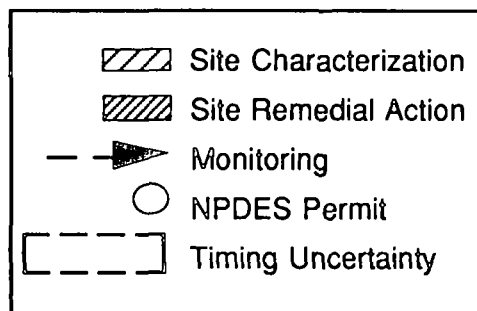 Site Characterization
Site Remedial Action
Monitoring
NPDES Permit
Timing Uncertainty